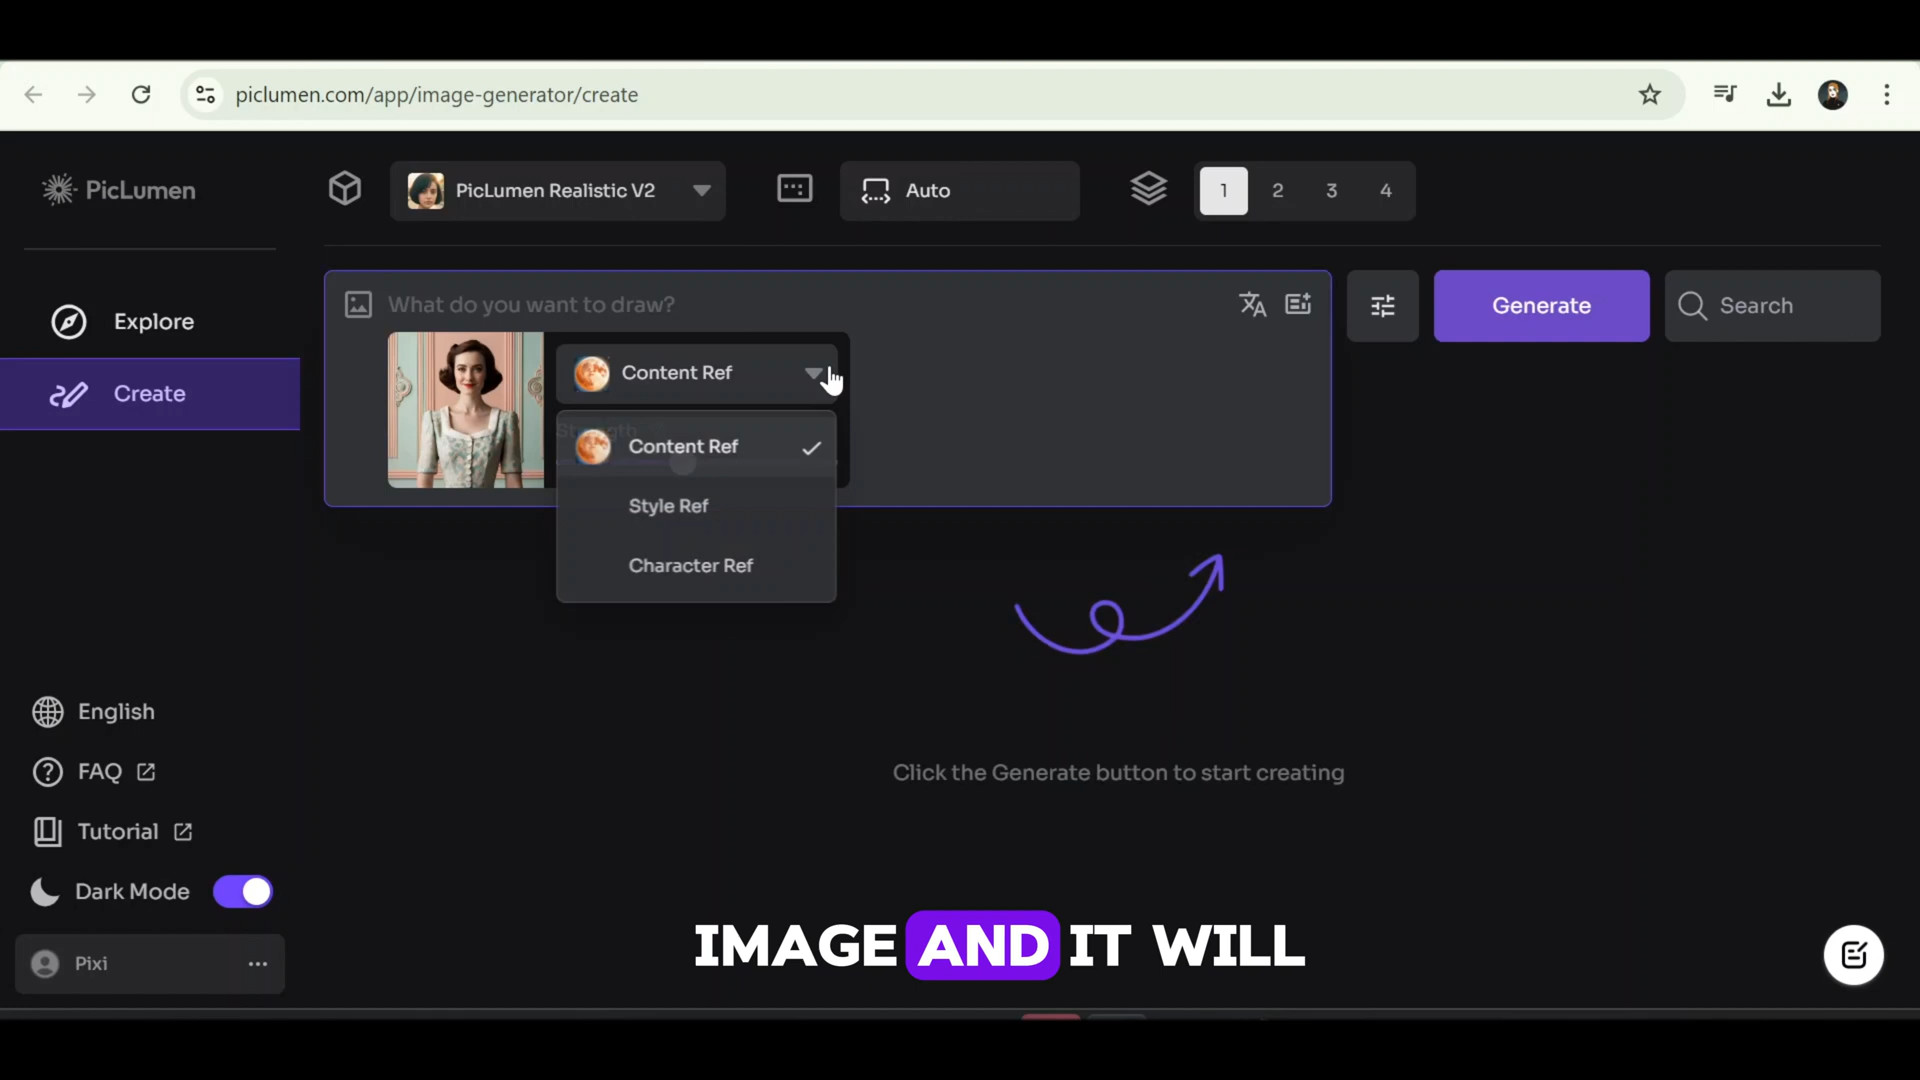 piclumen.com/app/image-generator/create
PicLumen
PicLumen Realistic V2
Auto
1 2 3 4
What do you want to draw?
Generate
Search
Explore
Create
Content Ref
Strength
Content Ref
Style Ref
Character Ref
English
FAQ
Tutorial
Dark Mode
Pixi
Click the Generate button to start creating
IMAGE AND IT WILL